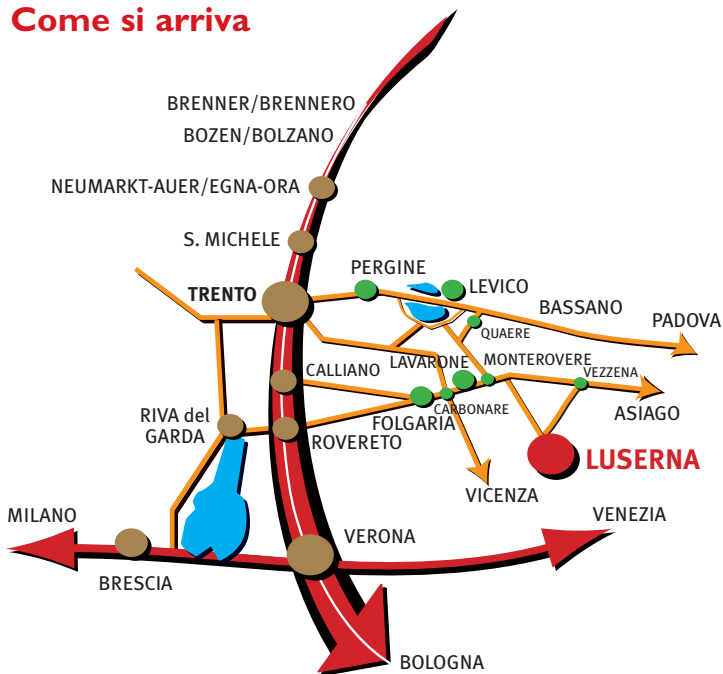 Come si arriva
BRENNER/BRENNERO
BOZEN/BOLZANO
NEUMARKT-AUER/EGNA-ORA
S. MICHELE
PERGINE
LEVICO
TRENTO
BASSANO
PADOVA
QUAERE
LAVARONE
MONTEROVERE
VEZZENA
CALLIANO
CARBONARE
ASIAGO
FOLGARIA
RIVA del
GARDA
ROVERETO
LUSERNA
VICENZA
MILANO
VENEZIA
VERONA
BRESCIA
BOLOGNA